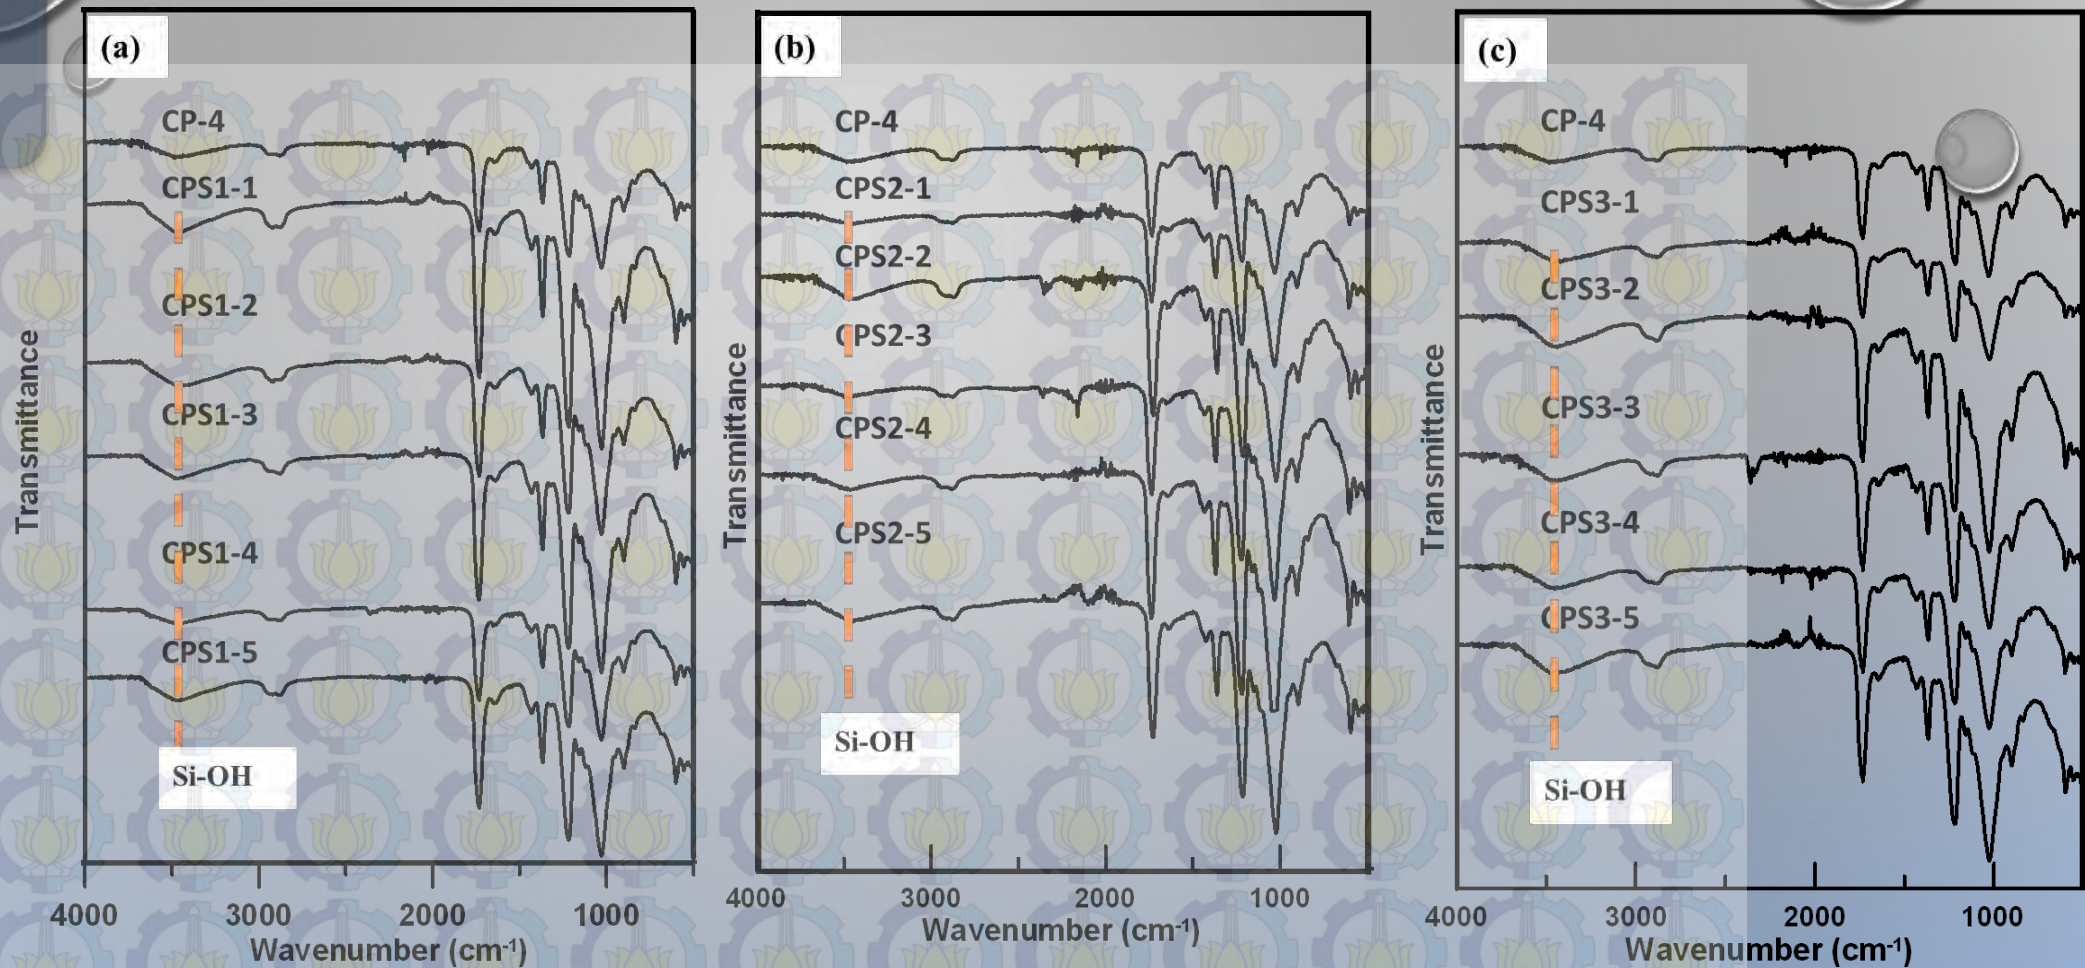 (a)
CP-4
CPS1-1
CPS1-2
CPS1-3
CPS1-4
CPS1-5
Si-OH
Transmittance
4000 3000 2000 1000
Wavenumber (cm⁻¹)
(b)
CP-4
CPS2-1
CPS2-2
CPS2-3
CPS2-4
CPS2-5
Si-OH
Transmittance
4000 3000 2000 1000
Wavenumber (cm⁻¹)
(c)
CP-4
CPS3-1
CPS3-2
CPS3-3
CPS3-4
CPS3-5
Si-OH
Transmittance
4000 3000 2000 1000
Wavenumber (cm⁻¹)